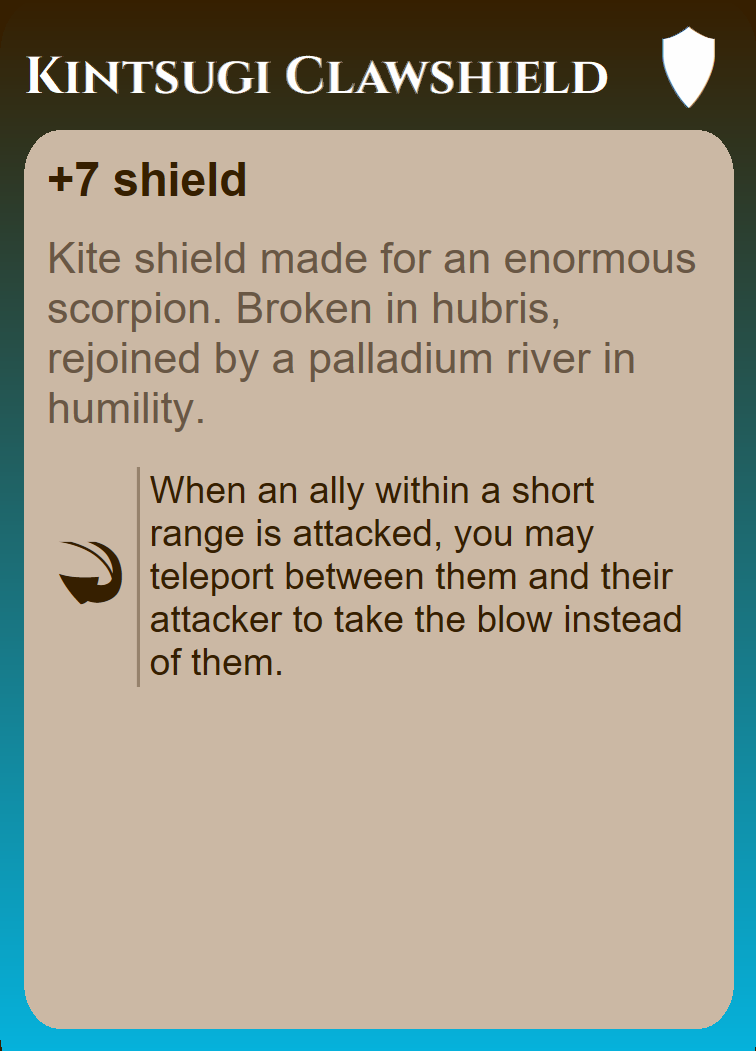 Kintsugi Clawshield
+7 shield
Kite shield made for an enormous
scorpion. Broken in hubris,
rejoined by a palladium river in
humility.
When an ally within a short
range is attacked, you may
teleport between them and their
attacker to take the blow instead
of them.